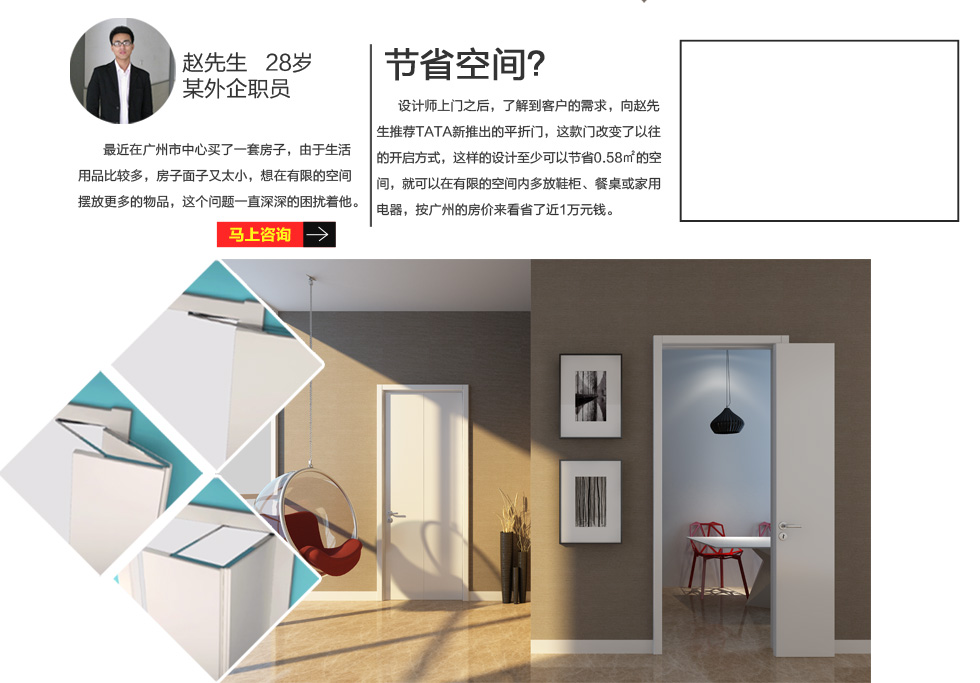 赵先生 28岁
某外企职员
最近在广州市中心买了一套房子，由于生活
用品比较多，房子面子又太小，想在有限的空间
摆放更多的物品，这个问题一直深深的困扰着他。
马上咨询
节省空间？
设计师上门之后，了解到客户的需求，向赵先
生推荐TATA新推出的平折门，这款门改变了以往
的开启方式，这样的设计至少可以节省0.58㎡的空
间，就可以在有限的空间内多放鞋柜、餐桌或家用
电器，按广州的房价来看省了近1万元钱。